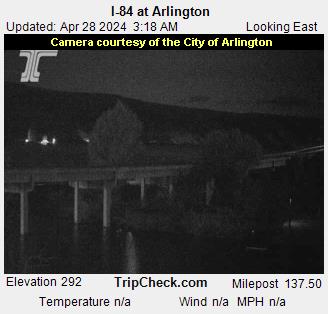 I-84 at Arlington
Updated: Apr 28 2024 3:18 AM Looking East
Camera courtesy of the City of Arlington
Elevation 292 TripCheck.com Milepost 137.50
Temperature n/a Wind n/a MPH n/a